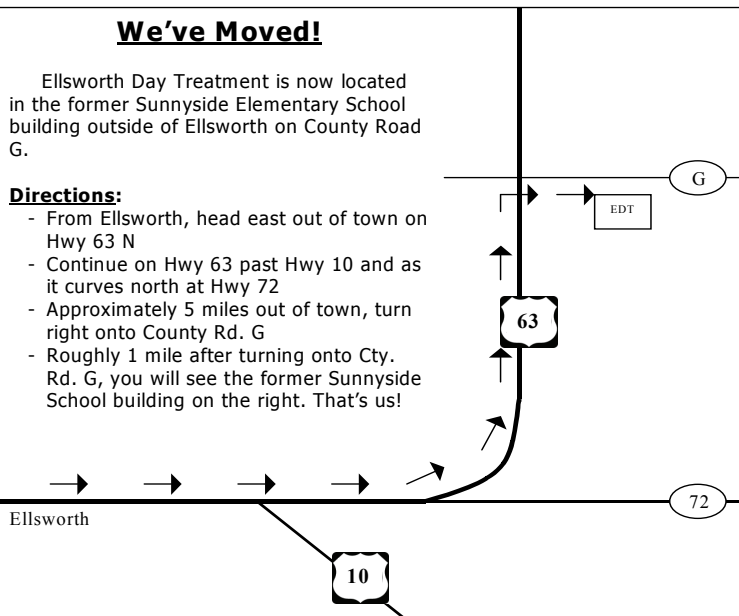 We've Moved!
Ellsworth Day Treatment is now located
in the former Sunnyside Elementary School
building outside of Ellsworth on County Road
G.
Directions:
- From Ellsworth, head east out of town on
Hwy 63 N
- Continue on Hwy 63 past Hwy 10 and as
it curves north at Hwy 72
- Approximately 5 miles out of town, turn
right onto County Rd. G
- Roughly 1 mile after turning onto Cty.
Rd. G, you will see the former Sunnyside
School building on the right. That's us!
G
EDT
63
72
Ellsworth
10